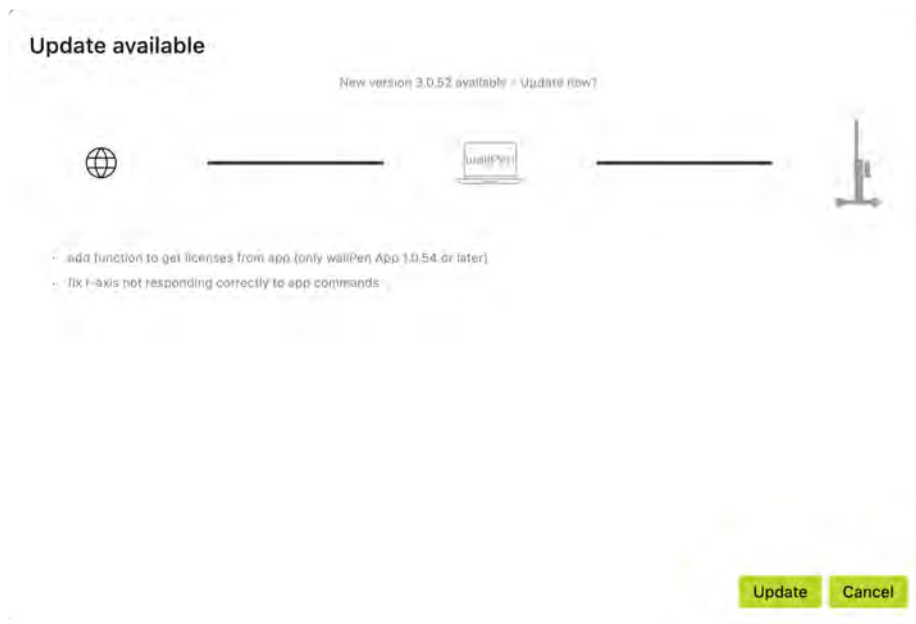 Update available
New version 3.0.52 available - Update now?
wallPen
- add function to get licenses from app (only wallPen App 1.0.54 or later)
- fix r-axis not responding correctly to app commands
Update Cancel